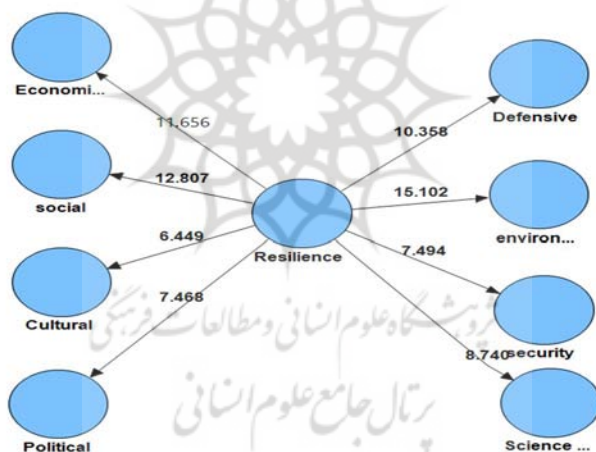 Economi...
11.656
10.358
Defensive
12.807
social
15.102
environ...
Resilience
6.449
7.494
Cultural
7.468
security
8.740
Political
Science ...
پژوهشگاه علوم انسانی و مطالعات فرهنگی
پرتال جامع علوم انسانی